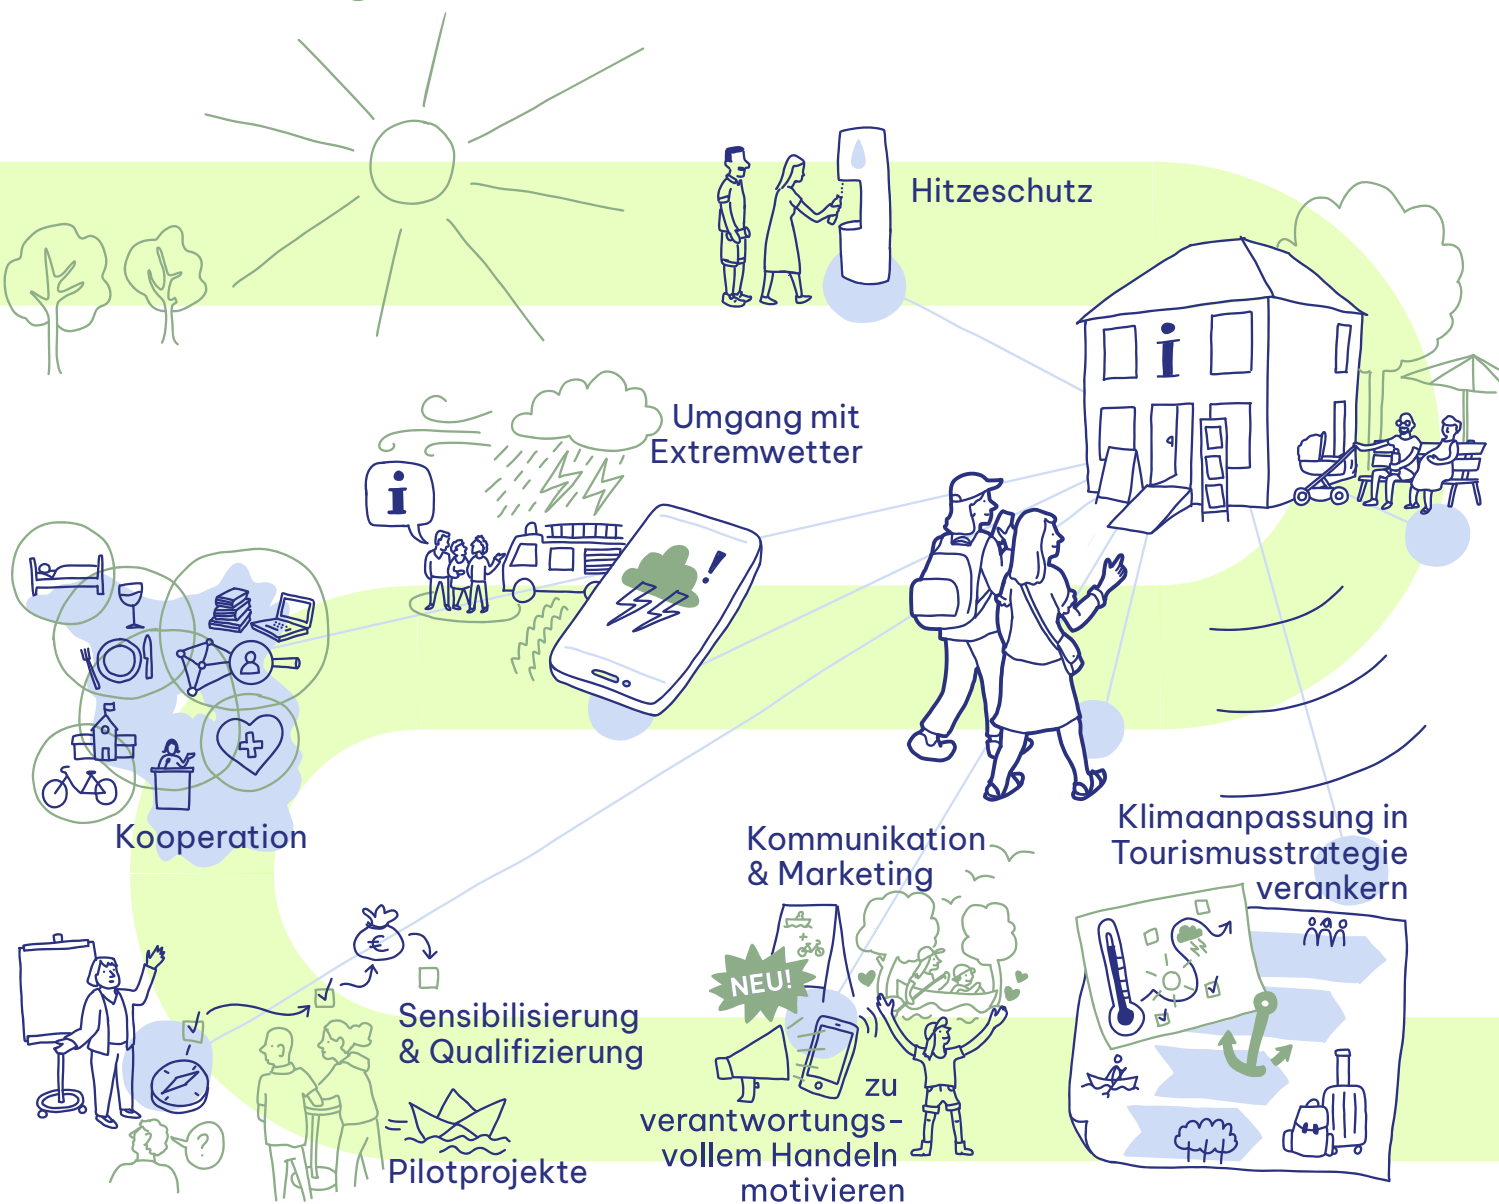 Hitzeschutz
i
Umgang mit
Extremwetter
i
!
Kooperation
Kommunikation
& Marketing
Klimaanpassung in
Tourismusstrategie
verankern
€
+
NEU!
Sensibilisierung
& Qualifizierung
zu
verantwortungs-
vollem Handeln
motivieren
?
Pilotprojekte